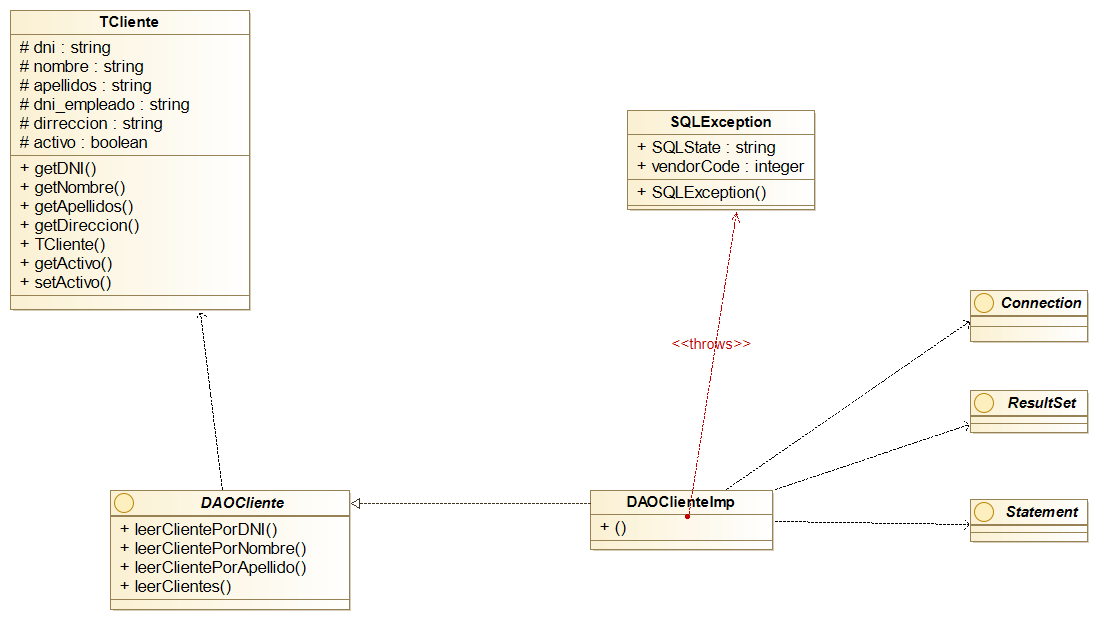 TCliente
# dni : string
# nombre : string
# apellidos : string
# dni_empleado : string
# dirreccion : string
# activo : boolean
+ getDNI()
+ getNombre()
+ getApellidos()
+ getDireccion()
+ TCliente()
+ getActivo()
+ setActivo()
SQLException
+ SQLState : string
+ vendorCode : integer
+ SQLException()
<<throws>>
Connection
ResultSet
Statement
DAOCliente
+ leerClientePorDNI()
+ leerClientePorNombre()
+ leerClientePorApellido()
+ leerClientes()
DAOClienteImp
+ ()